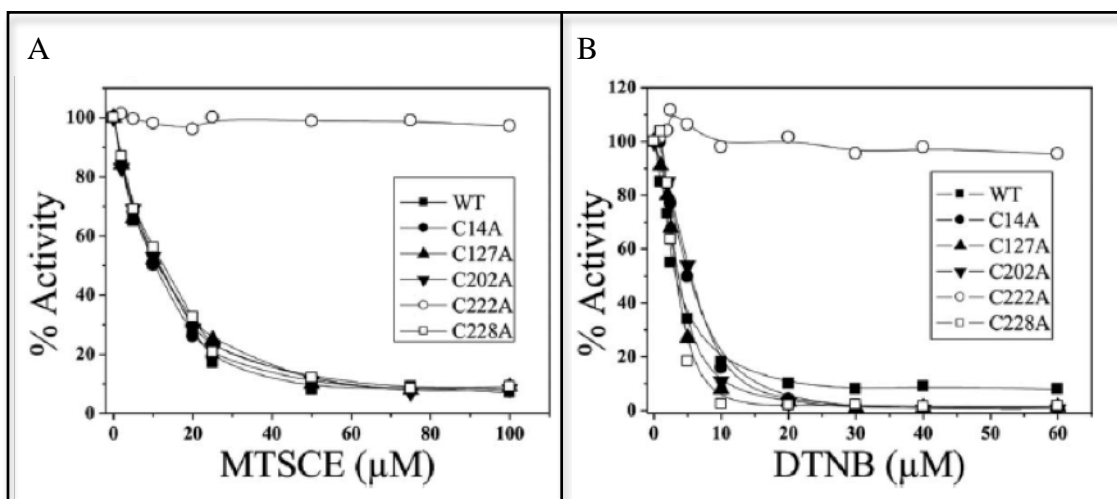 A
120
100
80
60
40
20
0
% Activity
WT
C14A
C127A
C202A
C222A
C228A
0 20 40 60 80 100
MTSCE (μM)
B
120
100
80
60
40
20
0
% Activity
WT
C14A
C127A
C202A
C222A
C228A
0 10 20 30 40 50 60
DTNB (μM)